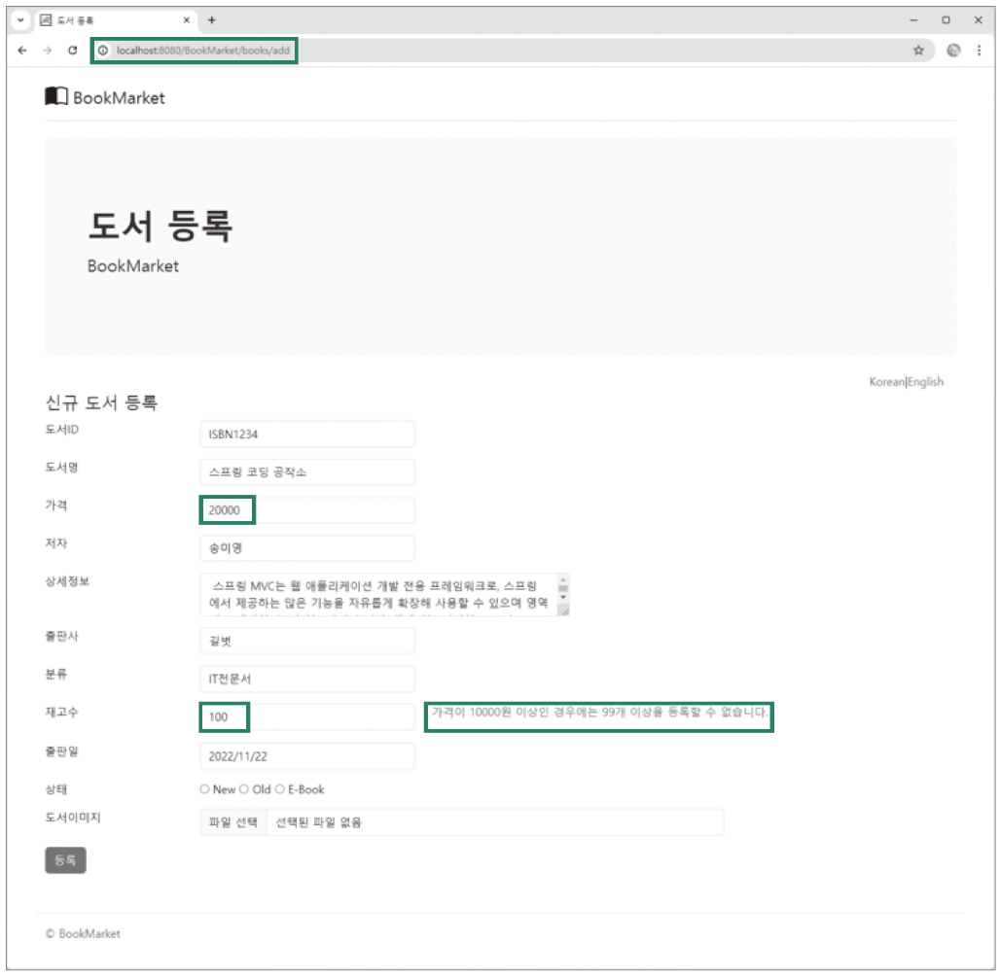 도서 등록
localhost:8080/BookMarket/books/add
BookMarket
도서 등록
BookMarket
Korean|English
신규 도서 등록
도서ID
ISBN1234
도서명
스프링 코딩 공작소
가격
20000
저자
송미영
상세정보
스프링 MVC는 웹 애플리케이션 개발 전용 프레임워크로, 스프링
에서 제공하는 많은 기능을 자유롭게 확장해 사용할 수 있으며 영역
출판사
길벗
분류
IT전문서
재고수
100
가격이 10000원 이상인 경우에는 99개 이상을 등록할 수 없습니다.
출판일
2022/11/22
상태
New Old E-Book
도서이미지
파일 선택 선택된 파일 없음
등록
© BookMarket